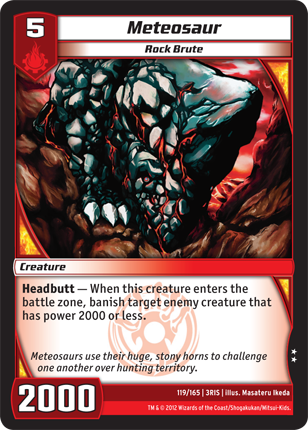 5
Meteosaur
Rock Brute
Creature
Headbutt — When this creature enters the
battle zone, banish target enemy creature that
has power 2000 or less.
Meteosaurs use their huge, stony horns to challenge
one another over hunting territory.
2000
119/165 | 3RIS | Illus. Masateru Ikeda
TM & © 2012 Wizards of the Coast/Shogakukan/Mitsui-Kids.